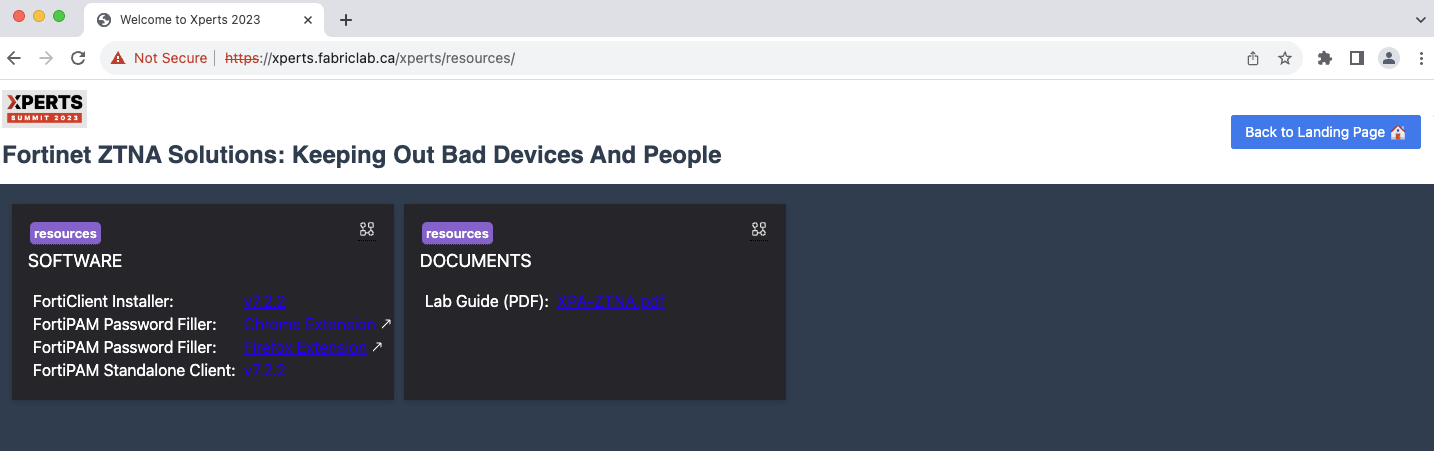 Welcome to Xperts 2023
Not Secure
https://xperts.fabriclab.ca/xperts/resources/
XPERTS
SUMMIT 2023
Back to Landing Page
Fortinet ZTNA Solutions: Keeping Out Bad Devices And People
resources
SOFTWARE
FortiClient Installer: v7.2.2
FortiPAM Password Filler: Chrome Extension
FortiPAM Password Filler: Firefox Extension
FortiPAM Standalone Client: v7.2.2
resources
DOCUMENTS
Lab Guide (PDF): XPA-ZTNA.pdf